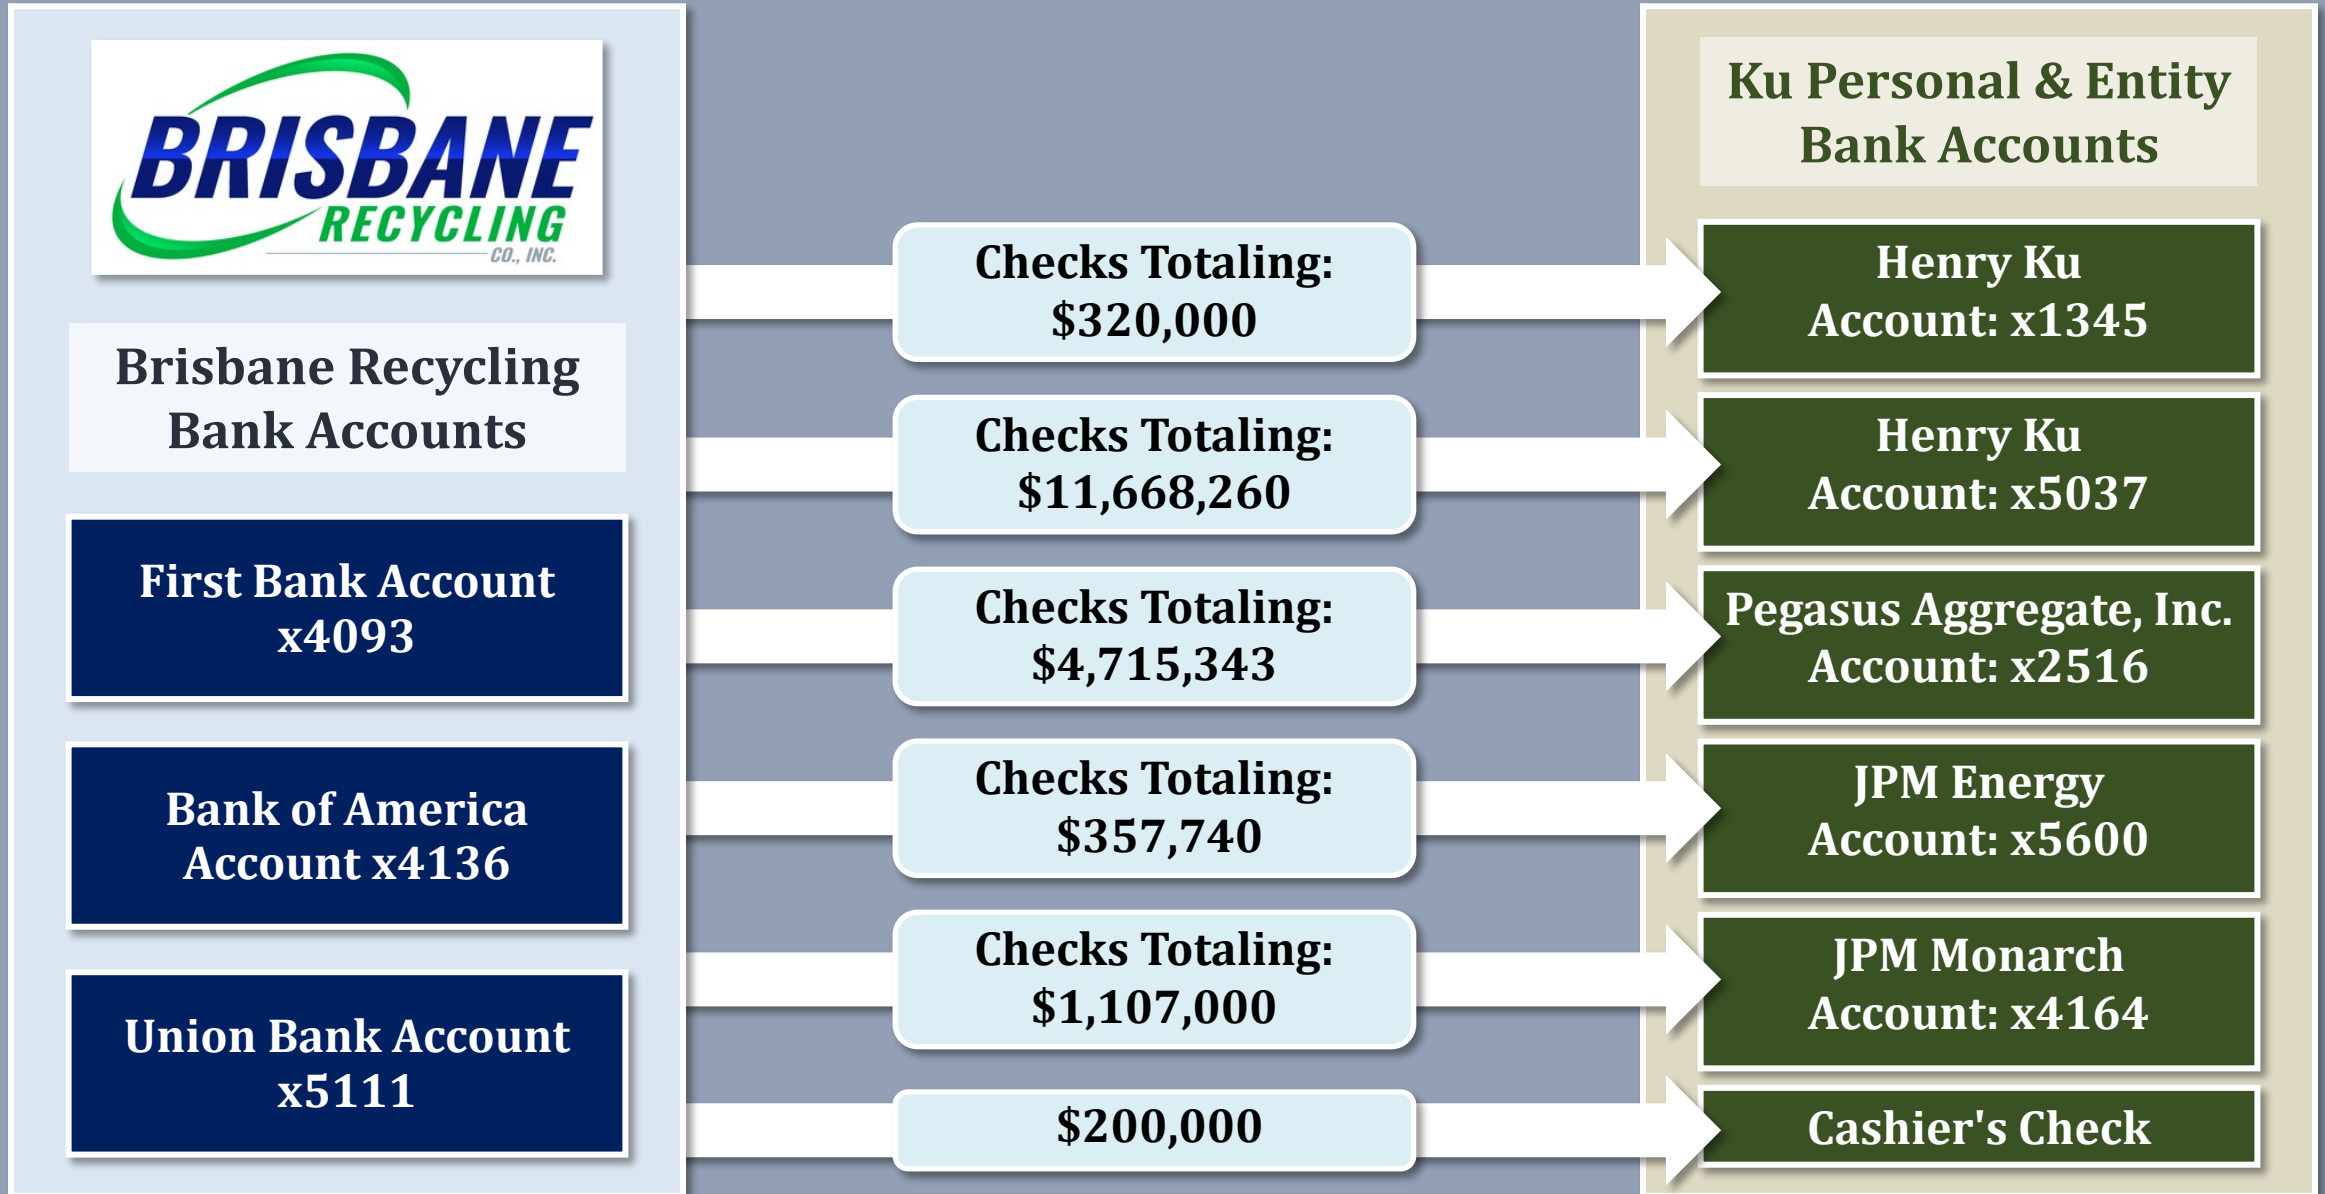 BRISBANE
RECYCLING
CO., INC.
Brisbane Recycling
Bank Accounts
First Bank Account
x4093
Bank of America
Account x4136
Union Bank Account
x5111
Checks Totaling:
$320,000
Checks Totaling:
$11,668,260
Checks Totaling:
$4,715,343
Checks Totaling:
$357,740
Checks Totaling:
$1,107,000
$200,000
Ku Personal & Entity
Bank Accounts
Henry Ku
Account: x1345
Henry Ku
Account: x5037
Pegasus Aggregate, Inc.
Account: x2516
JPM Energy
Account: x5600
JPM Monarch
Account: x4164
Cashier's Check